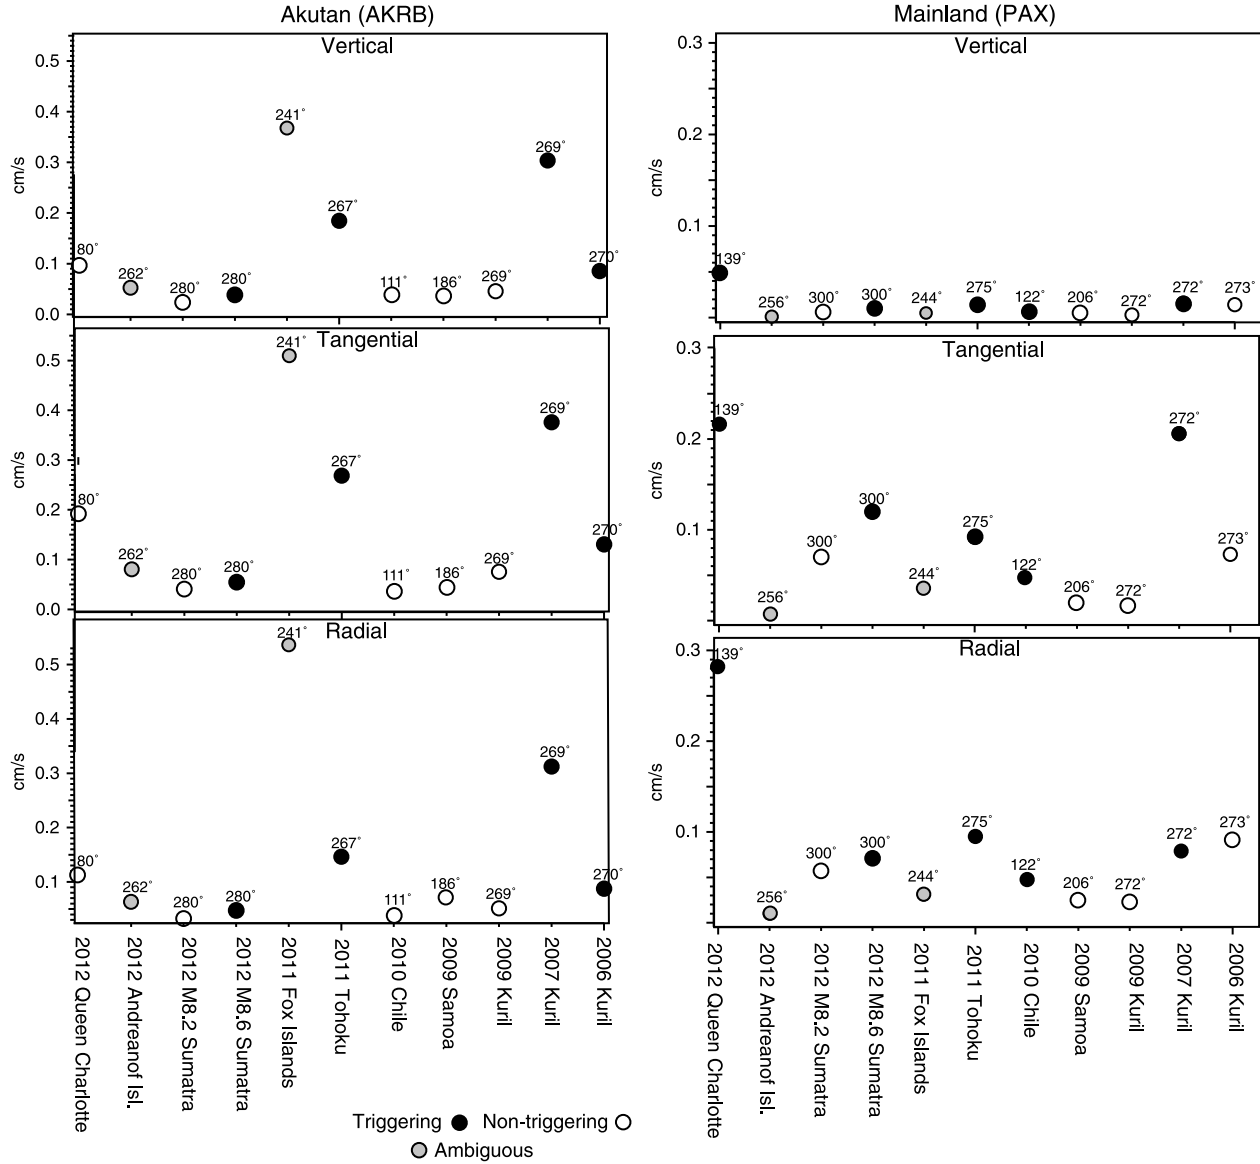 Akutan (AKRB)
Vertical
0.5
0.4
0.3
0.2
0.1
0.0
cm/s
80°
262°
280°
280°
241°
267°
111°
186°
269°
269°
270°
Tangential
0.5
0.4
0.3
0.2
0.1
0.0
cm/s
80°
262°
280°
280°
241°
267°
111°
186°
269°
269°
270°
Radial
0.5
0.4
0.3
0.2
0.1
cm/s
80°
262°
280°
280°
241°
267°
111°
186°
269°
269°
270°
2012 Queen Charlotte
2012 Andreanof Isl.
2012 M8.2 Sumatra
2012 M8.6 Sumatra
2011 Fox Islands
2011 Tohoku
2010 Chile
2009 Samoa
2009 Kuril
2007 Kuril
2006 Kuril
Mainland (PAX)
Vertical
0.3
0.2
0.1
cm/s
139°
256°
300°
300°
244°
275°
122°
206°
272°
272°
273°
Tangential
0.3
0.2
0.1
cm/s
139°
256°
300°
300°
244°
275°
122°
206°
272°
272°
273°
Radial
0.3
0.2
0.1
cm/s
139°
256°
300°
300°
244°
275°
122°
206°
272°
272°
273°
2012 Queen Charlotte
2012 Andreanof Isl.
2012 M8.2 Sumatra
2012 M8.6 Sumatra
2011 Fox Islands
2011 Tohoku
2010 Chile
2009 Samoa
2009 Kuril
2007 Kuril
2006 Kuril
Triggering Non-triggering
Ambiguous